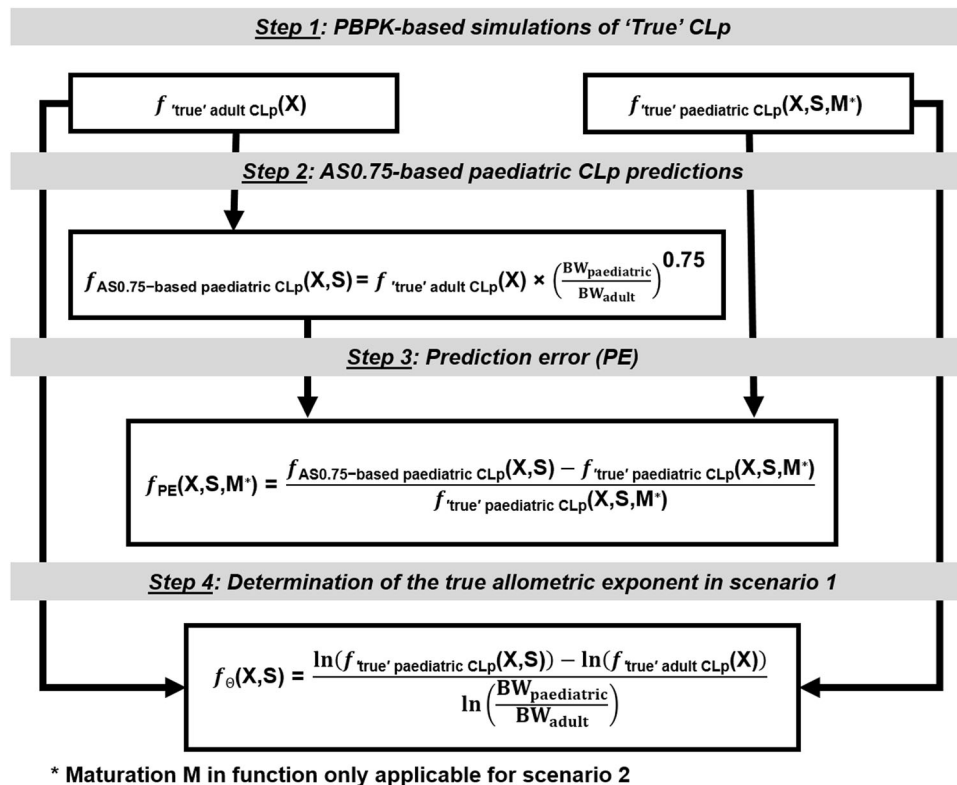 Step 1: PBPK-based simulations of ‘True’ CLp
f ′true′ adult CLp(X)
f′true′ paediatric CLp(X,S,M*)
Step 2: AS0.75-based paediatric CLp predictions
fAS0.75−based paediatric CLp(X,S) = f ′true′ adult CLp(X) × (BWpaediatric / BWadult)^0.75
Step 3: Prediction error (PE)
fPE(X,S,M*) = (fAS0.75−based paediatric CLp(X,S) − f′true′ paediatric CLp(X,S,M*)) / f′true′ paediatric CLp(X,S,M*)
Step 4: Determination of the true allometric exponent in scenario 1
fΘ(X,S) = (ln(f′true′ paediatric CLp(X,S)) − ln(f′true′ adult CLp(X))) / ln(BWpaediatric / BWadult)
* Maturation M in function only applicable for scenario 2